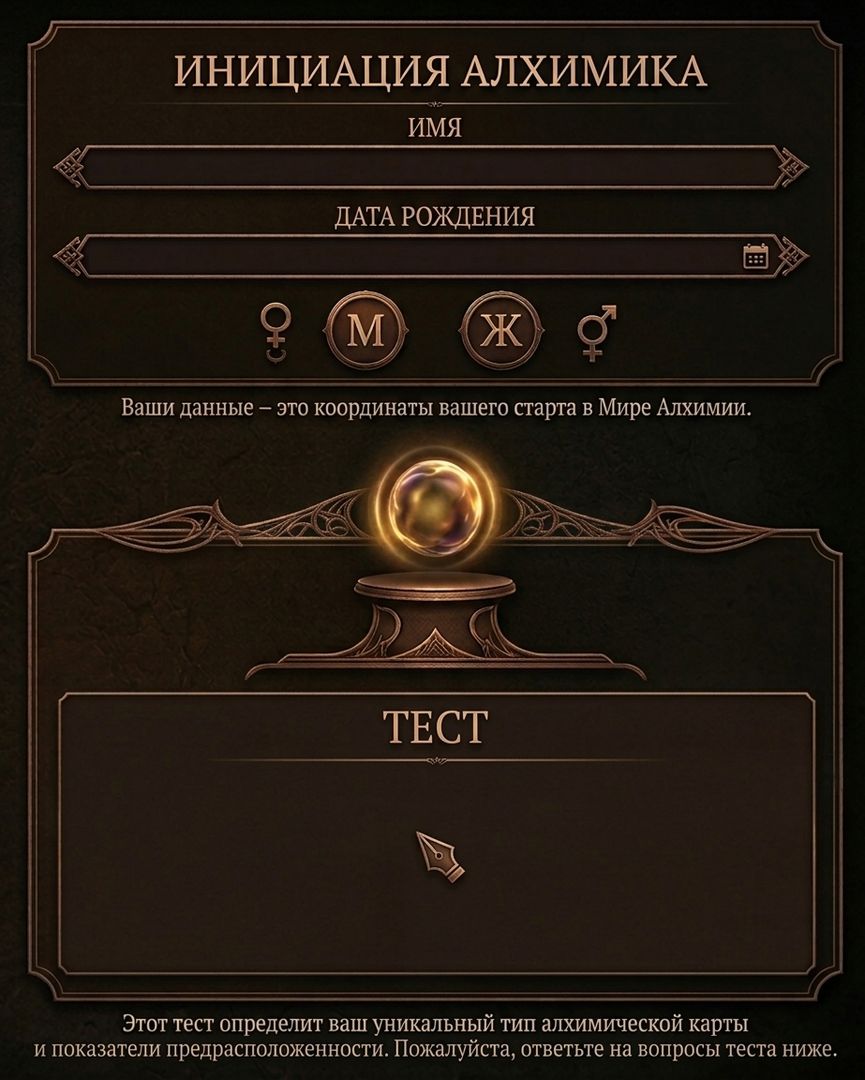 ИНИЦИАЦИЯ АЛХИМИКА
ИМЯ
ДАТА РОЖДЕНИЯ
М Ж
Ваши данные – это координаты вашего старта в Мире Алхимии.
ТЕСТ
Этот тест определит ваш уникальный тип алхимической карты
и показатели предрасположенности. Пожалуйста, ответьте на вопросы теста ниже.